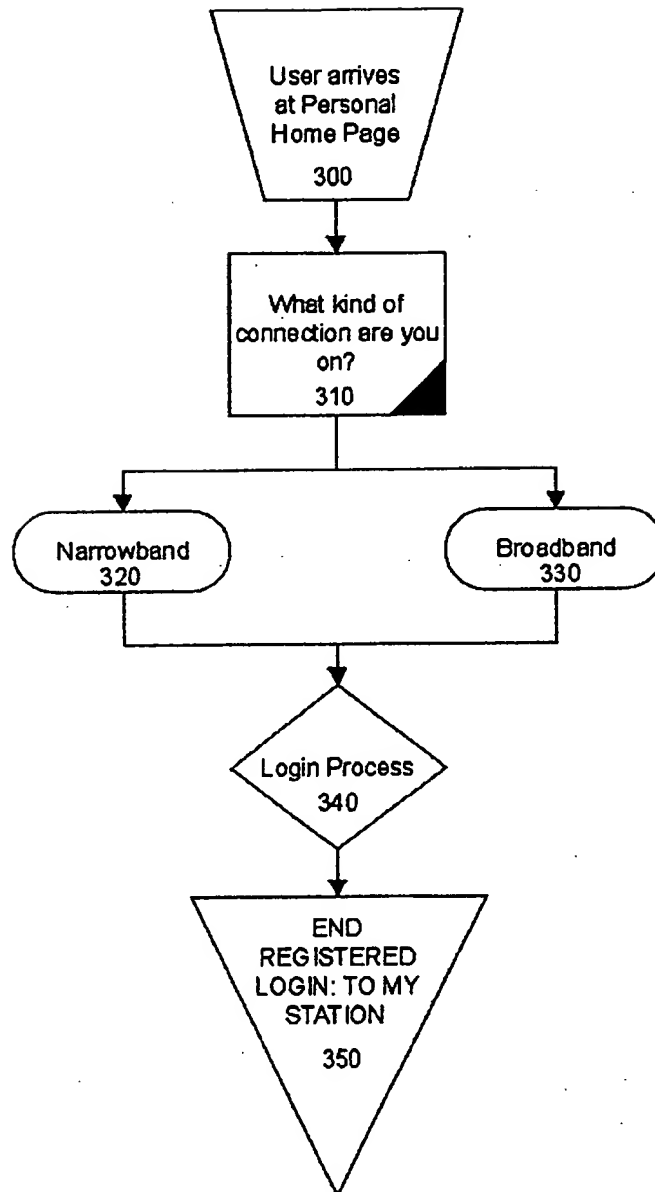 User arrives
at Personal
Home Page
300
What kind of
connection are you
on?
310
Narrowband
320
Broadband
330
Login Process
340
END
REGISTERED
LOGIN: TO MY
STATION
350